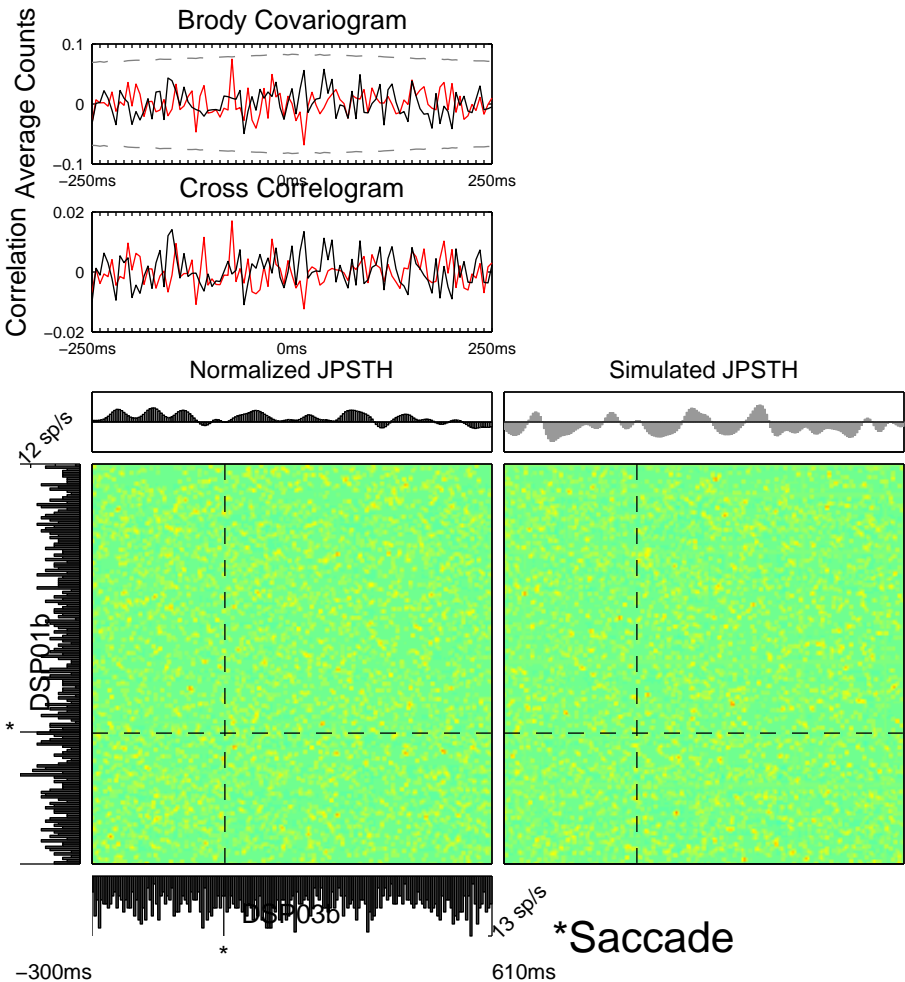 Brody Covariogram
Average Counts
0.1
0
−0.1
−250ms
0ms
250ms
Cross Correlogram
Correlation
0.02
0
−0.02
−250ms
0ms
250ms
Normalized JPSTH
Simulated JPSTH
12 sp/s
DSP01b
*
DSP03b
13 sp/s
*
*Saccade
−300ms
610ms